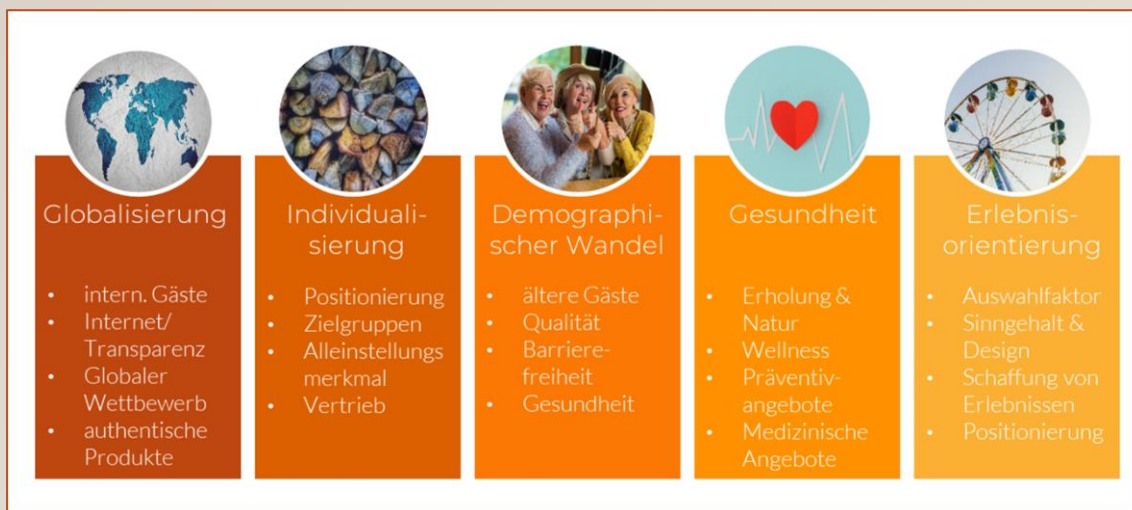 Globalisierung
• intern. Gäste
• Internet/
Transparenz
• Globaler
Wettbewerb
• authentische
Produkte
Individuali-
sierung
• Positionierung
• Zielgruppen
• Alleinstellungs
merkmal
• Vertrieb
Demographi-
scher Wandel
• ältere Gäste
• Qualität
• Barriere-
freiheit
• Gesundheit
Gesundheit
• Erholung &
Natur
• Wellness
• Präventiv-
angebote
• Medizinische
Angebote
Erlebnis-
orientierung
• Auswahlfaktor
• Sinngehalt &
Design
• Schaffung von
Erlebnissen
• Positionierung